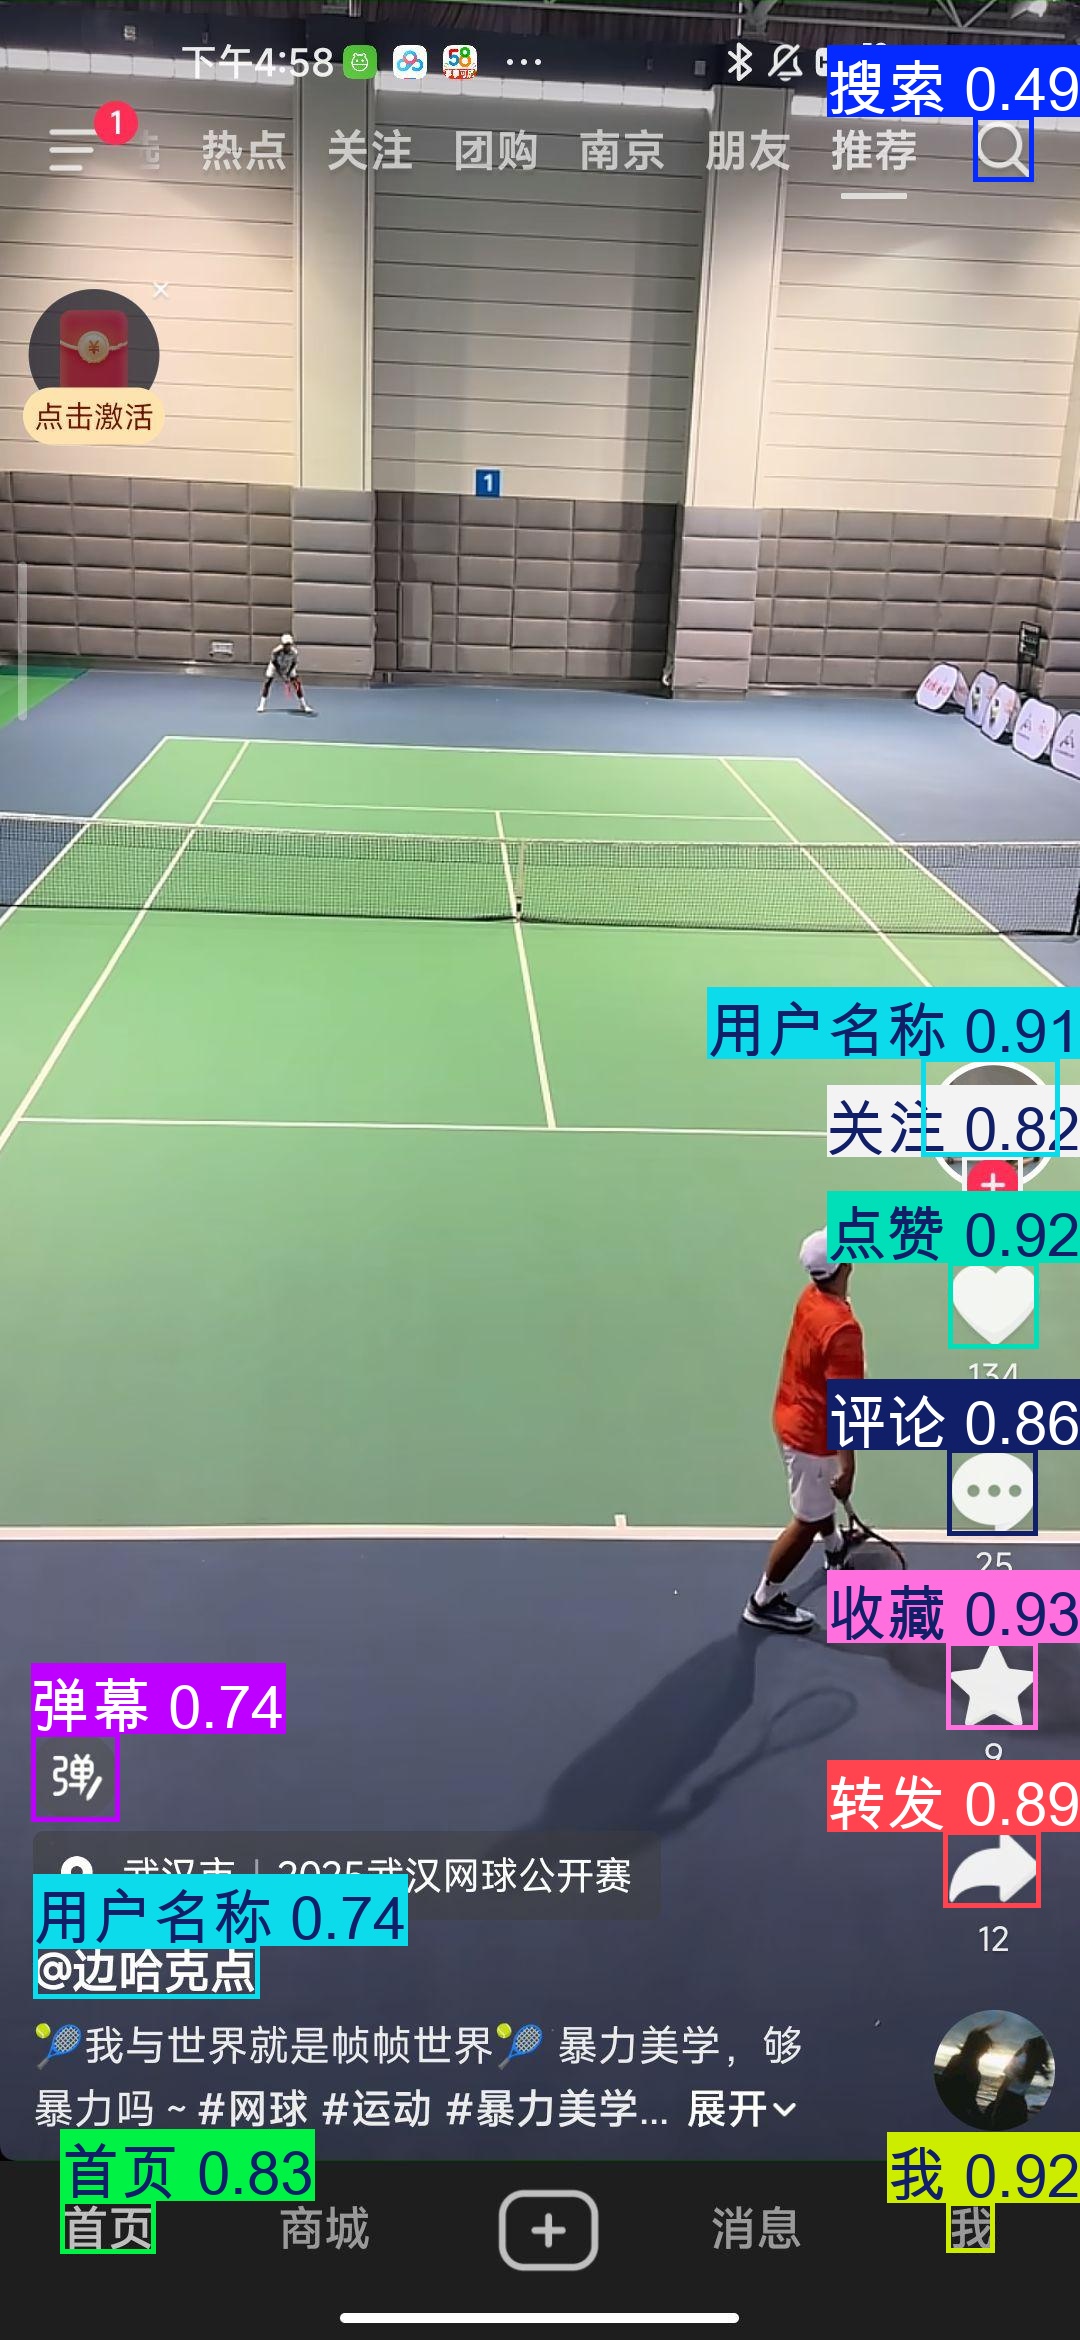 下午4:58
58
...
搜索 0.49
1
热点 关注 团购 南京 朋友 推荐
点击激活
1
用户名称 0.91
关注 0.82
点赞 0.92
134
评论 0.86
25
收藏 0.93
9
弹幕 0.74
弹
转发 0.89
武汉市 | 2025武汉网球公开赛
12
用户名称 0.74
@边哈克点
🎾我与世界就是帧帧世界🎾 暴力美学，够
暴力吗 ~ #网球 #运动 #暴力美学... 展开
首页 0.83
我 0.92
首页 商城 消息 我